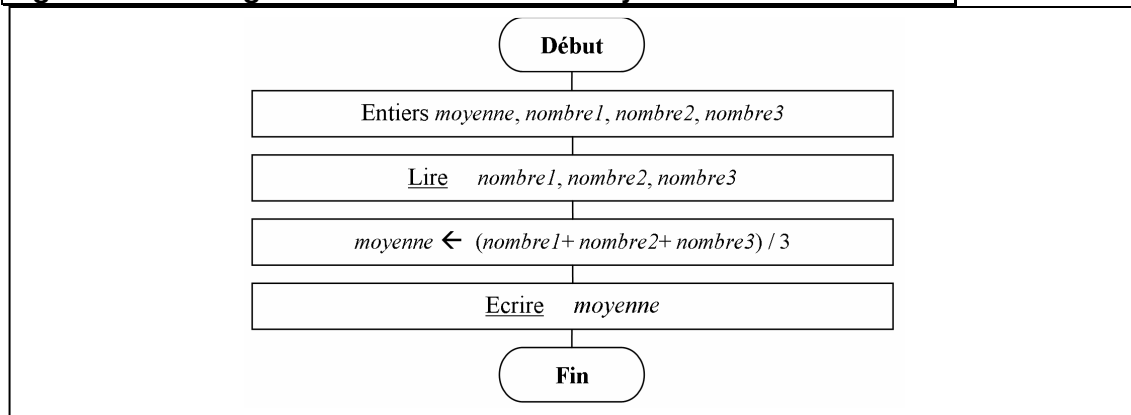 Début
Entiers moyenne, nombre1, nombre2, nombre3
Lire nombre1, nombre2, nombre3
moyenne ← (nombre1+ nombre2+ nombre3) / 3
Ecrire moyenne
Fin